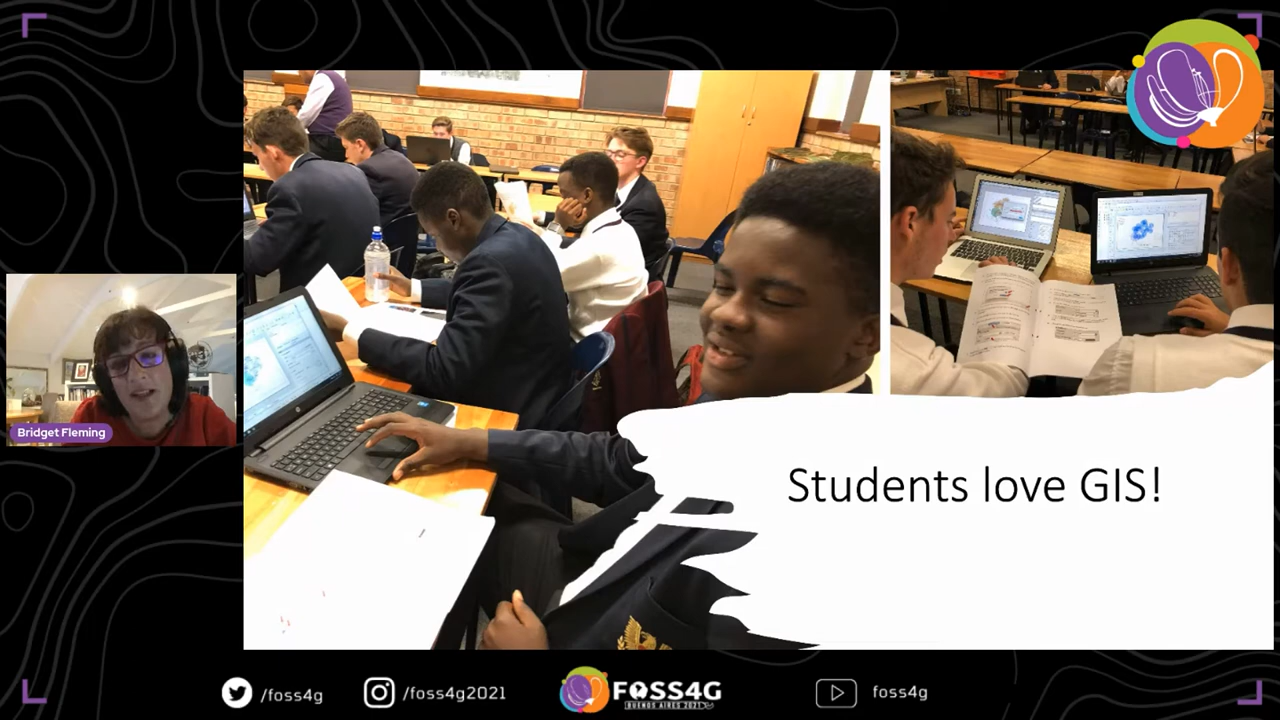 Bridget Fleming
Students love GIS!
/foss4g
/foss4g2021
FOSS4G
BUENOS AIRES 2021
foss4g